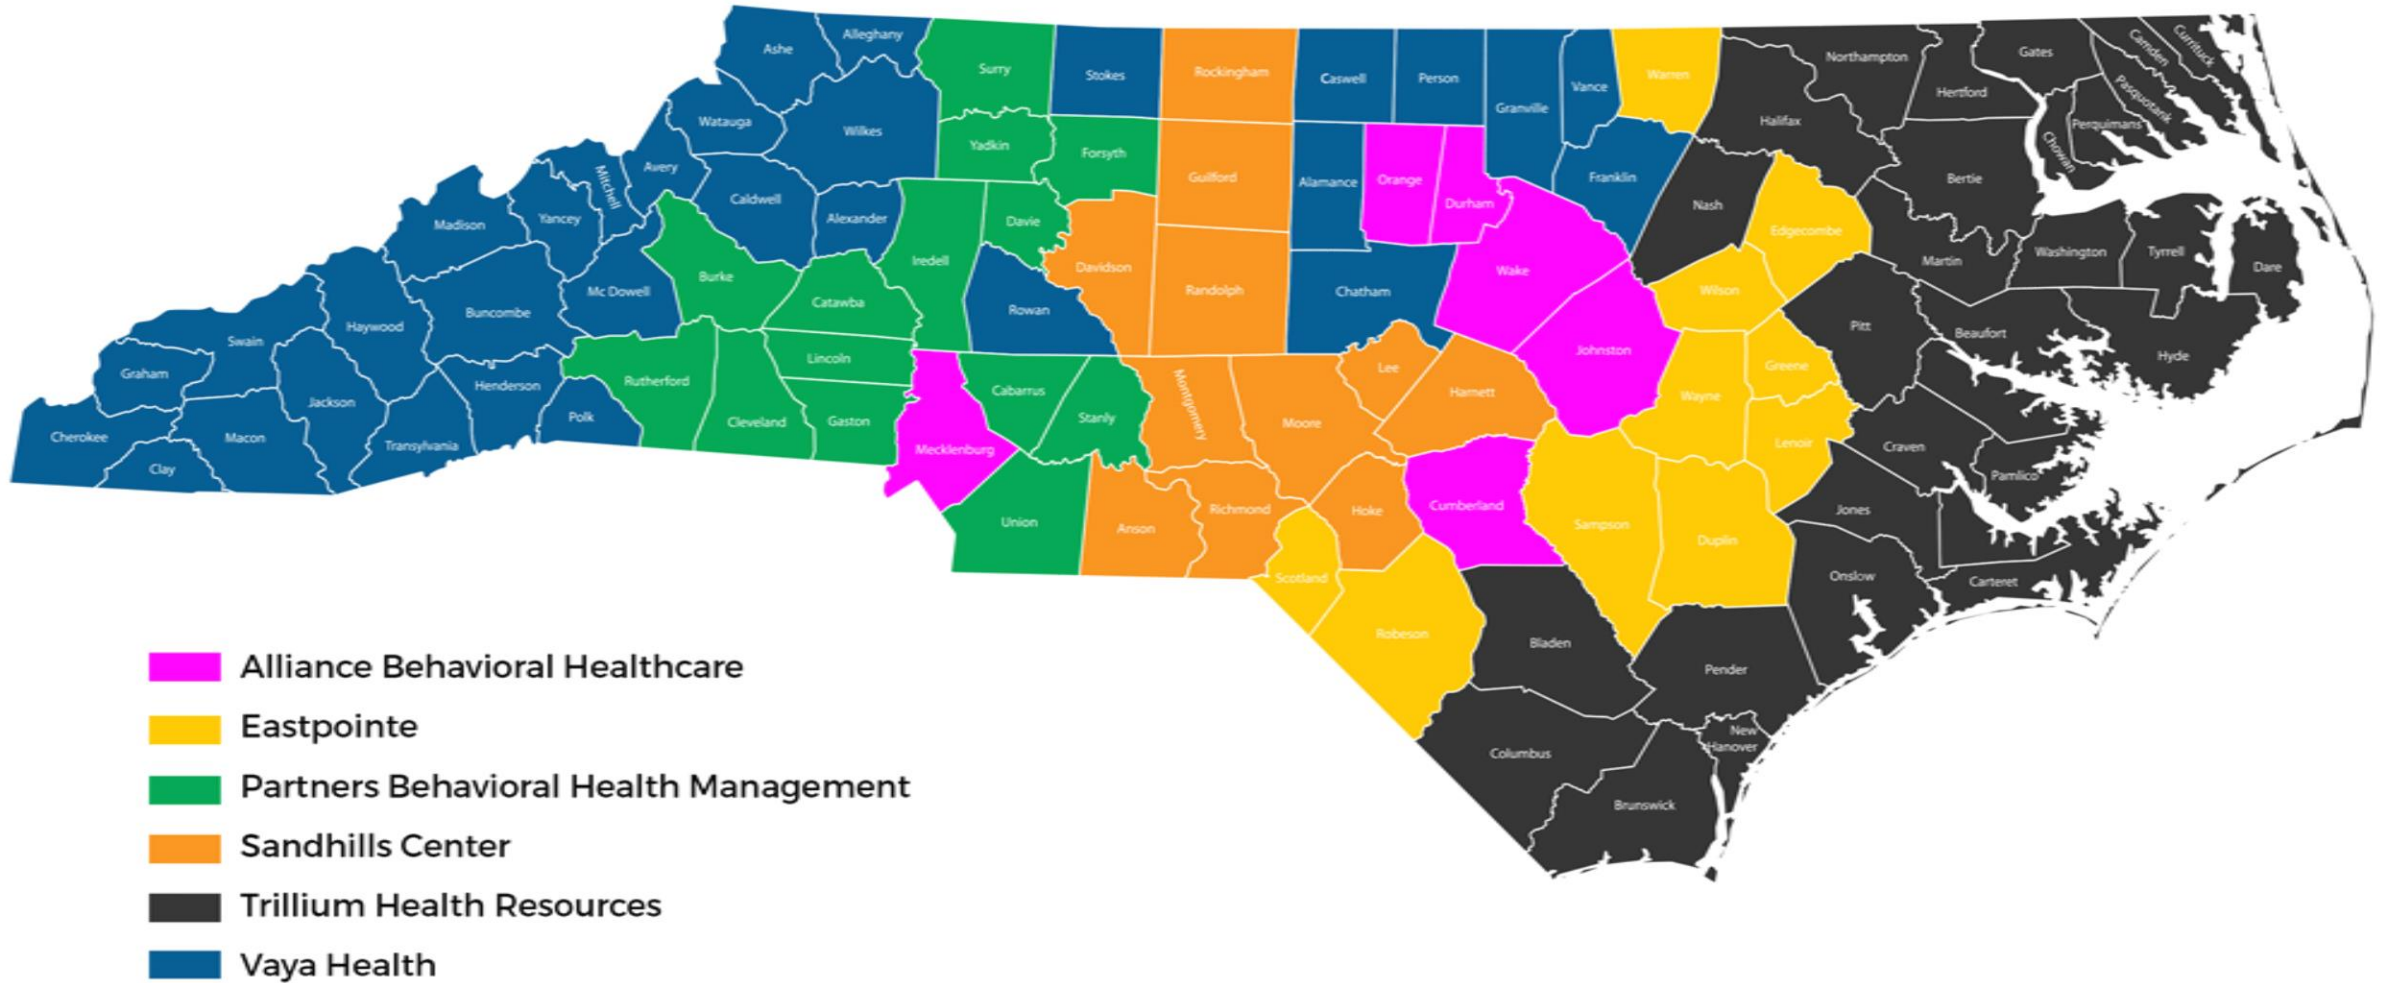 Ashe
Alleghany
Surry
Stokes
Rockingham
Caswell
Person
Granville
Vance
Warren
Northampton
Gates
Camden
Currituck
Hertford
Pasquotank
Perquimans
Chowan
Halifax
Watauga
Wilkes
Yadkin
Forsyth
Guilford
Alamance
Orange
Durham
Franklin
Nash
Edgecombe
Bertie
Mitchell
Avery
Caldwell
Alexander
Madison
Yancey
Davie
Iredell
Davidson
Randolph
Chatham
Wake
Wilson
Martin
Washington
Tyrrell
Dare
Burke
Mc Dowell
Catawba
Rowan
Buncombe
Haywood
Swain
Graham
Johnston
Pitt
Beaufort
Hyde
Lincoln
Rutherford
Henderson
Jackson
Cabarrus
Montgomery
Lee
Harnett
Wayne
Greene
Cherokee
Clay
Macon
Transylvania
Polk
Cleveland
Gaston
Stanly
Mecklenburg
Moore
Lenoir
Craven
Pamlico
Union
Anson
Richmond
Hoke
Cumberland
Sampson
Duplin
Jones
Scotland
Onslow
Carteret
Robeson
Bladen
Pender
Columbus
New
Hanover
Brunswick
Alliance Behavioral Healthcare
Eastpointe
Partners Behavioral Health Management
Sandhills Center
Trillium Health Resources
Vaya Health